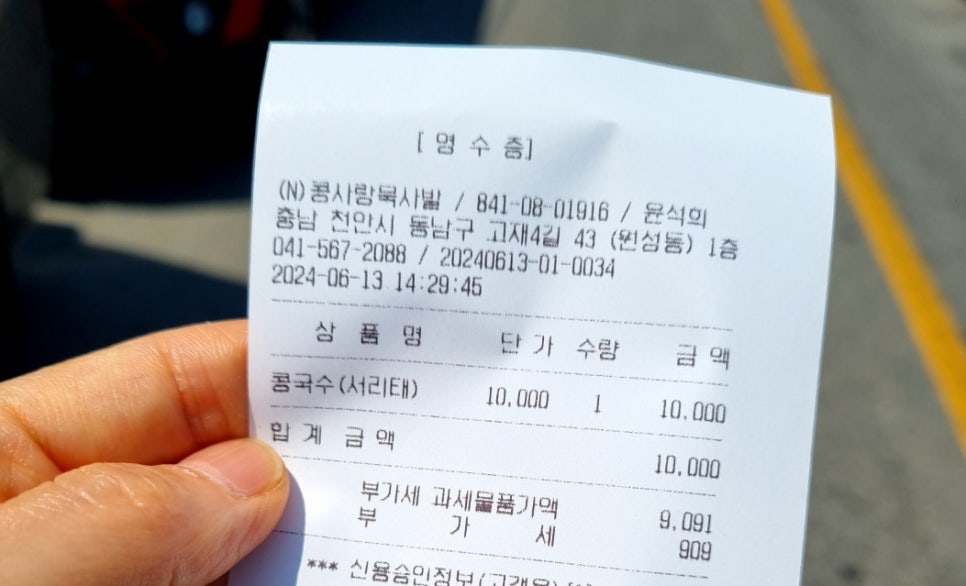 [ 영 수 증]
(N)콩사랑묵사발 / 841-08-01916 / 윤석희
충남 천안시 동남구 고재4길 43 (원성동) 1층
041-567-2088 / 20240613-01-0034
2024-06-13 14:29:45
상 품 명 단 가 수량 금 액
콩국수(서리태) 10,000 1 10,000
합 계 금 액 10,000
부가세 과세물품가액 9,091
부 가 세 909
*** 신용승인정보(고객용)